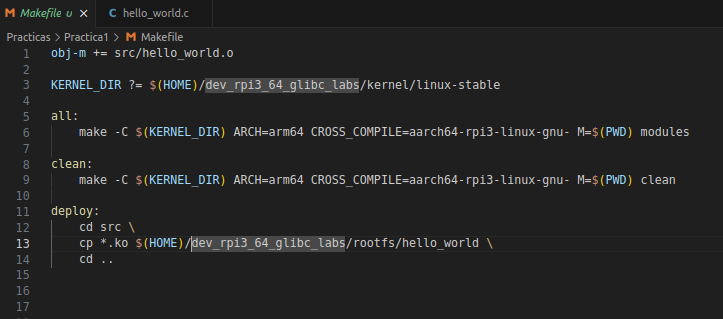 Makefile U × C hello_world.c
Practicas > Practica1 > Makefile
1 obj-m += src/hello_world.o
2
3 KERNEL_DIR ?= $(HOME)/dev_rpi3_64_glibc_labs/kernel/linux-stable
4
5 all:
6 make -C $(KERNEL_DIR) ARCH=arm64 CROSS_COMPILE=aarch64-rpi3-linux-gnu- M=$(PWD) modules
7
8 clean:
9 make -C $(KERNEL_DIR) ARCH=arm64 CROSS_COMPILE=aarch64-rpi3-linux-gnu- M=$(PWD) clean
10
11 deploy:
12 cd src \
13 cp *.ko $(HOME)/dev_rpi3_64_glibc_labs/rootfs/hello_world \
14 cd ..
15
16
17